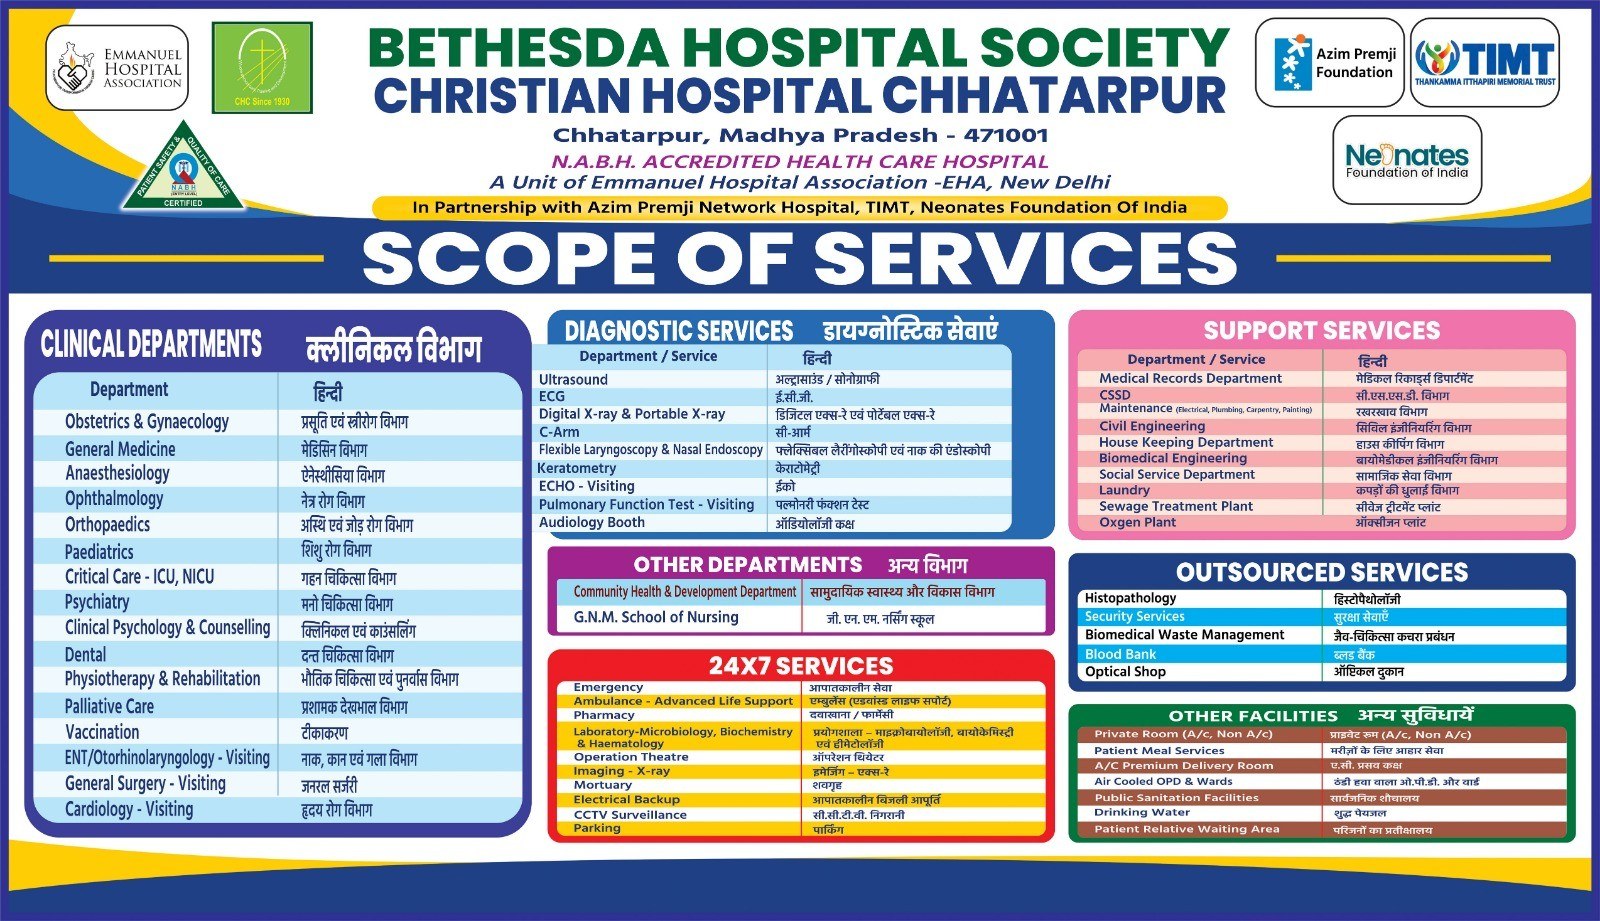 EMMANUEL
HOSPITAL
ASSOCIATION
CHC Since 1930
PATIENT SAFETY & QUALITY OF CARE
NABH
CERTIFIED
BETHESDA HOSPITAL SOCIETY
CHRISTIAN HOSPITAL CHHATARPUR
Chhatarpur, Madhya Pradesh - 471001
N.A.B.H. ACCREDITED HEALTH CARE HOSPITAL
A Unit of Emmanuel Hospital Association -EHA, New Delhi
In Partnership with Azim Premji Network Hospital, TIMT, Neonates Foundation Of India
Azim Premji
Foundation
TIMT
THANKAMMA ITTHAPIRI MEMORIAL TRUST
Neonates
Foundation of India
SCOPE OF SERVICES
CLINICAL DEPARTMENTS क्लीनिकल विभाग
Department हिन्दी
Obstetrics & Gynaecology प्रसूति एवं स्त्रीरोग विभाग
General Medicine मेडिसिन विभाग
Anaesthesiology ऐनेस्थीसिया विभाग
Ophthalmology नेत्र रोग विभाग
Orthopaedics अस्थि एवं जोड़ रोग विभाग
Paediatrics शिशु रोग विभाग
Critical Care - ICU, NICU गहन चिकित्सा विभाग
Psychiatry मनो चिकित्सा विभाग
Clinical Psychology & Counselling क्लिनिकल एवं काउंसलिंग
Dental दन्त चिकित्सा विभाग
Physiotherapy & Rehabilitation भौतिक चिकित्सा एवं पुनर्वास विभाग
Palliative Care प्रशामक देखभाल विभाग
Vaccination टीकाकरण
ENT/Otorhinolaryngology - Visiting नाक, कान एवं गला विभाग
General Surgery - Visiting जनरल सर्जरी
Cardiology - Visiting हृदय रोग विभाग
DIAGNOSTIC SERVICES डायग्नोस्टिक सेवाएं
Department / Service हिन्दी
Ultrasound अल्ट्रासाउंड / सोनोग्राफी
ECG ई.सी.जी.
Digital X-ray & Portable X-ray डिजिटल एक्स-रे एवं पोर्टेबल एक्स-रे
C-Arm सी-आर्म
Flexible Laryngoscopy & Nasal Endoscopy फ्लेक्सिबल लैरींगोस्कोपी एवं नाक की एंडोस्कोपी
Keratometry केराटोमेट्री
ECHO - Visiting ईको
Pulmonary Function Test - Visiting पल्मोनरी फंक्शन टेस्ट
Audiology Booth ऑडियोलॉजी कक्ष
OTHER DEPARTMENTS अन्य विभाग
Community Health & Development Department सामुदायिक स्वास्थ्य और विकास विभाग
G.N.M. School of Nursing जी. एन. एम. नर्सिंग स्कूल
24X7 SERVICES
Emergency आपातकालीन सेवा
Ambulance - Advanced Life Support एम्बुलेंस (एडवांस्ड लाइफ सपोर्ट)
Pharmacy दवाखाना / फार्मेसी
Laboratory-Microbiology, Biochemistry प्रयोगशाला – माइक्रोबायोलॉजी, बायोकेमिस्ट्री
& Haematology एवं हीमेटोलॉजी
Operation Theatre ऑपरेशन थियेटर
Imaging - X-ray इमेजिंग – एक्स-रे
Mortuary शवगृह
Electrical Backup आपातकालीन बिजली आपूर्ति
CCTV Surveillance सी.सी.टी.वी. निगरानी
Parking पार्किंग
SUPPORT SERVICES
Department / Service हिन्दी
Medical Records Department मेडिकल रिकार्ड्स डिपार्टमेंट
CSSD सी.एस.एस.डी. विभाग
Maintenance (Electrical, Plumbing, Carpentry, Painting) रखरखाव विभाग
Civil Engineering सिविल इंजीनियरिंग विभाग
House Keeping Department हाउस कीपिंग विभाग
Biomedical Engineering बायोमेडीकल इंजीनियरिंग विभाग
Social Service Department सामाजिक सेवा विभाग
Laundry कपड़ों की धुलाई विभाग
Sewage Treatment Plant सीवेज ट्रीटमेंट प्लांट
Oxgen Plant ऑक्सीजन प्लांट
OUTSOURCED SERVICES
Histopathology हिस्टोपैथोलॉजी
Security Services सुरक्षा सेवाएँ
Biomedical Waste Management जैव-चिकित्सा कचरा प्रबंधन
Blood Bank ब्लड बैंक
Optical Shop ऑप्टिकल दुकान
OTHER FACILITIES अन्य सुविधायें
Private Room (A/c, Non A/c) प्राइवेट रूम (A/c, Non A/c)
Patient Meal Services मरीज़ों के लिए आहार सेवा
A/C Premium Delivery Room ए.सी. प्रसव कक्ष
Air Cooled OPD & Wards ठंडी हवा वाला ओ.पी.डी. और वार्ड
Public Sanitation Facilities सार्वजनिक शौचालय
Drinking Water शुद्ध पेयजल
Patient Relative Waiting Area परिजनों का प्रतीक्षालय